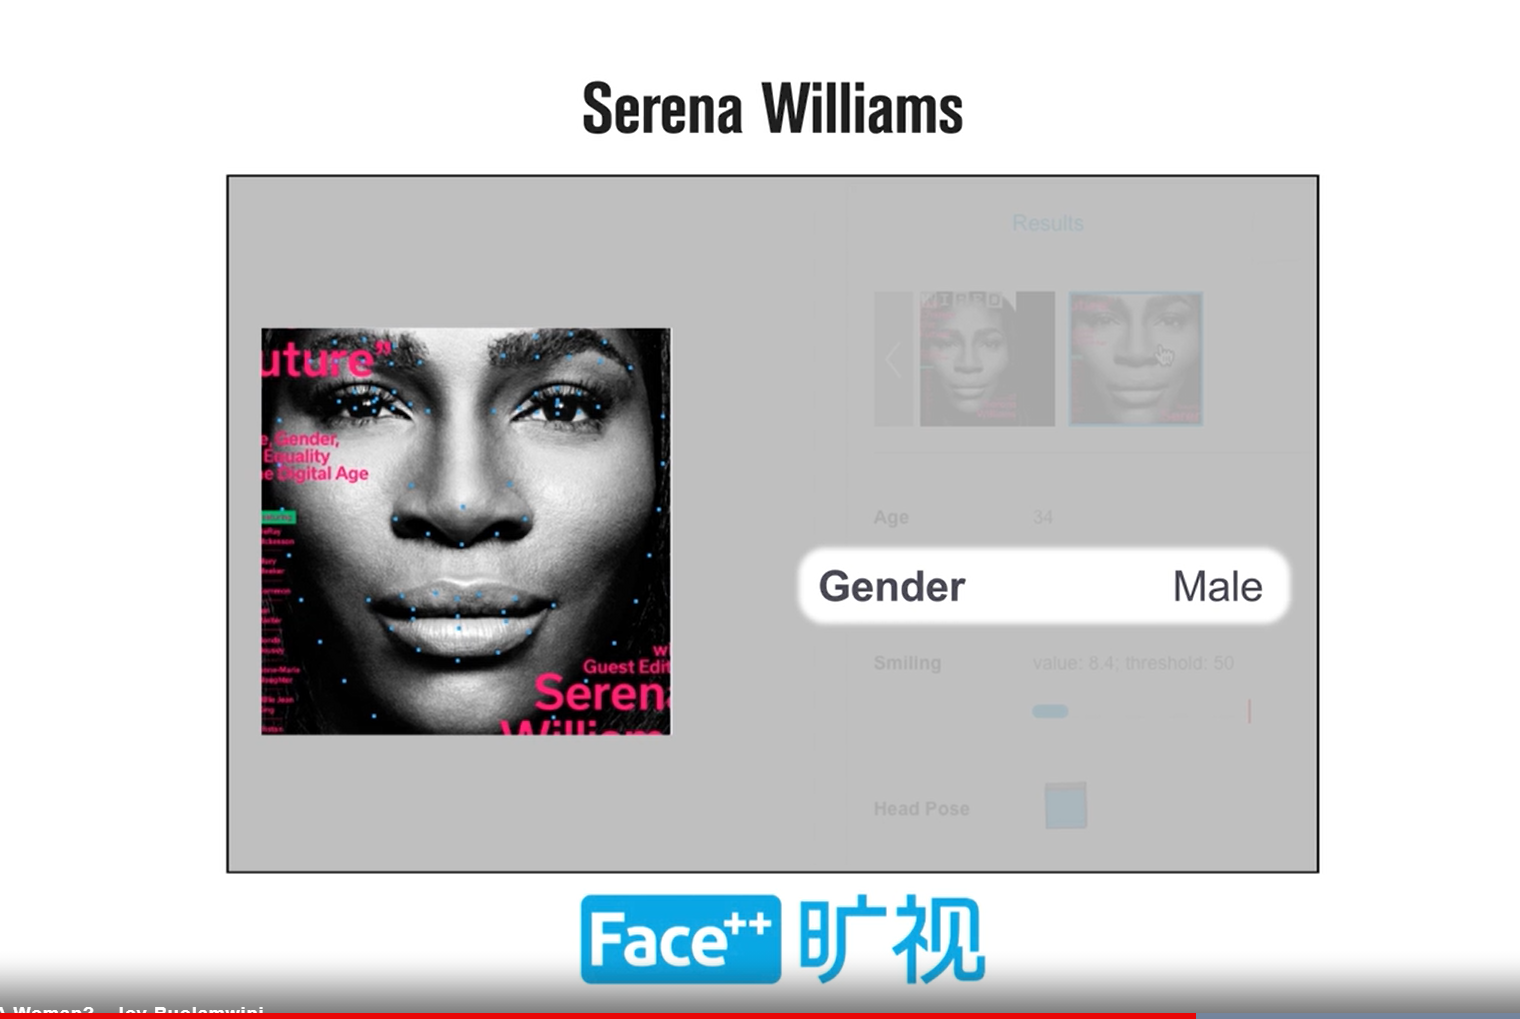 Serena Williams
Results
WIRED
uture”
e, Gender,
Equality
e Digital Age
Age 34
Gender Male
Smiling value: 8.4; threshold: 50
Guest Edit
Serena
William
Head Pose
Face++ 旷视
A Woman? - Joy Buolamwini